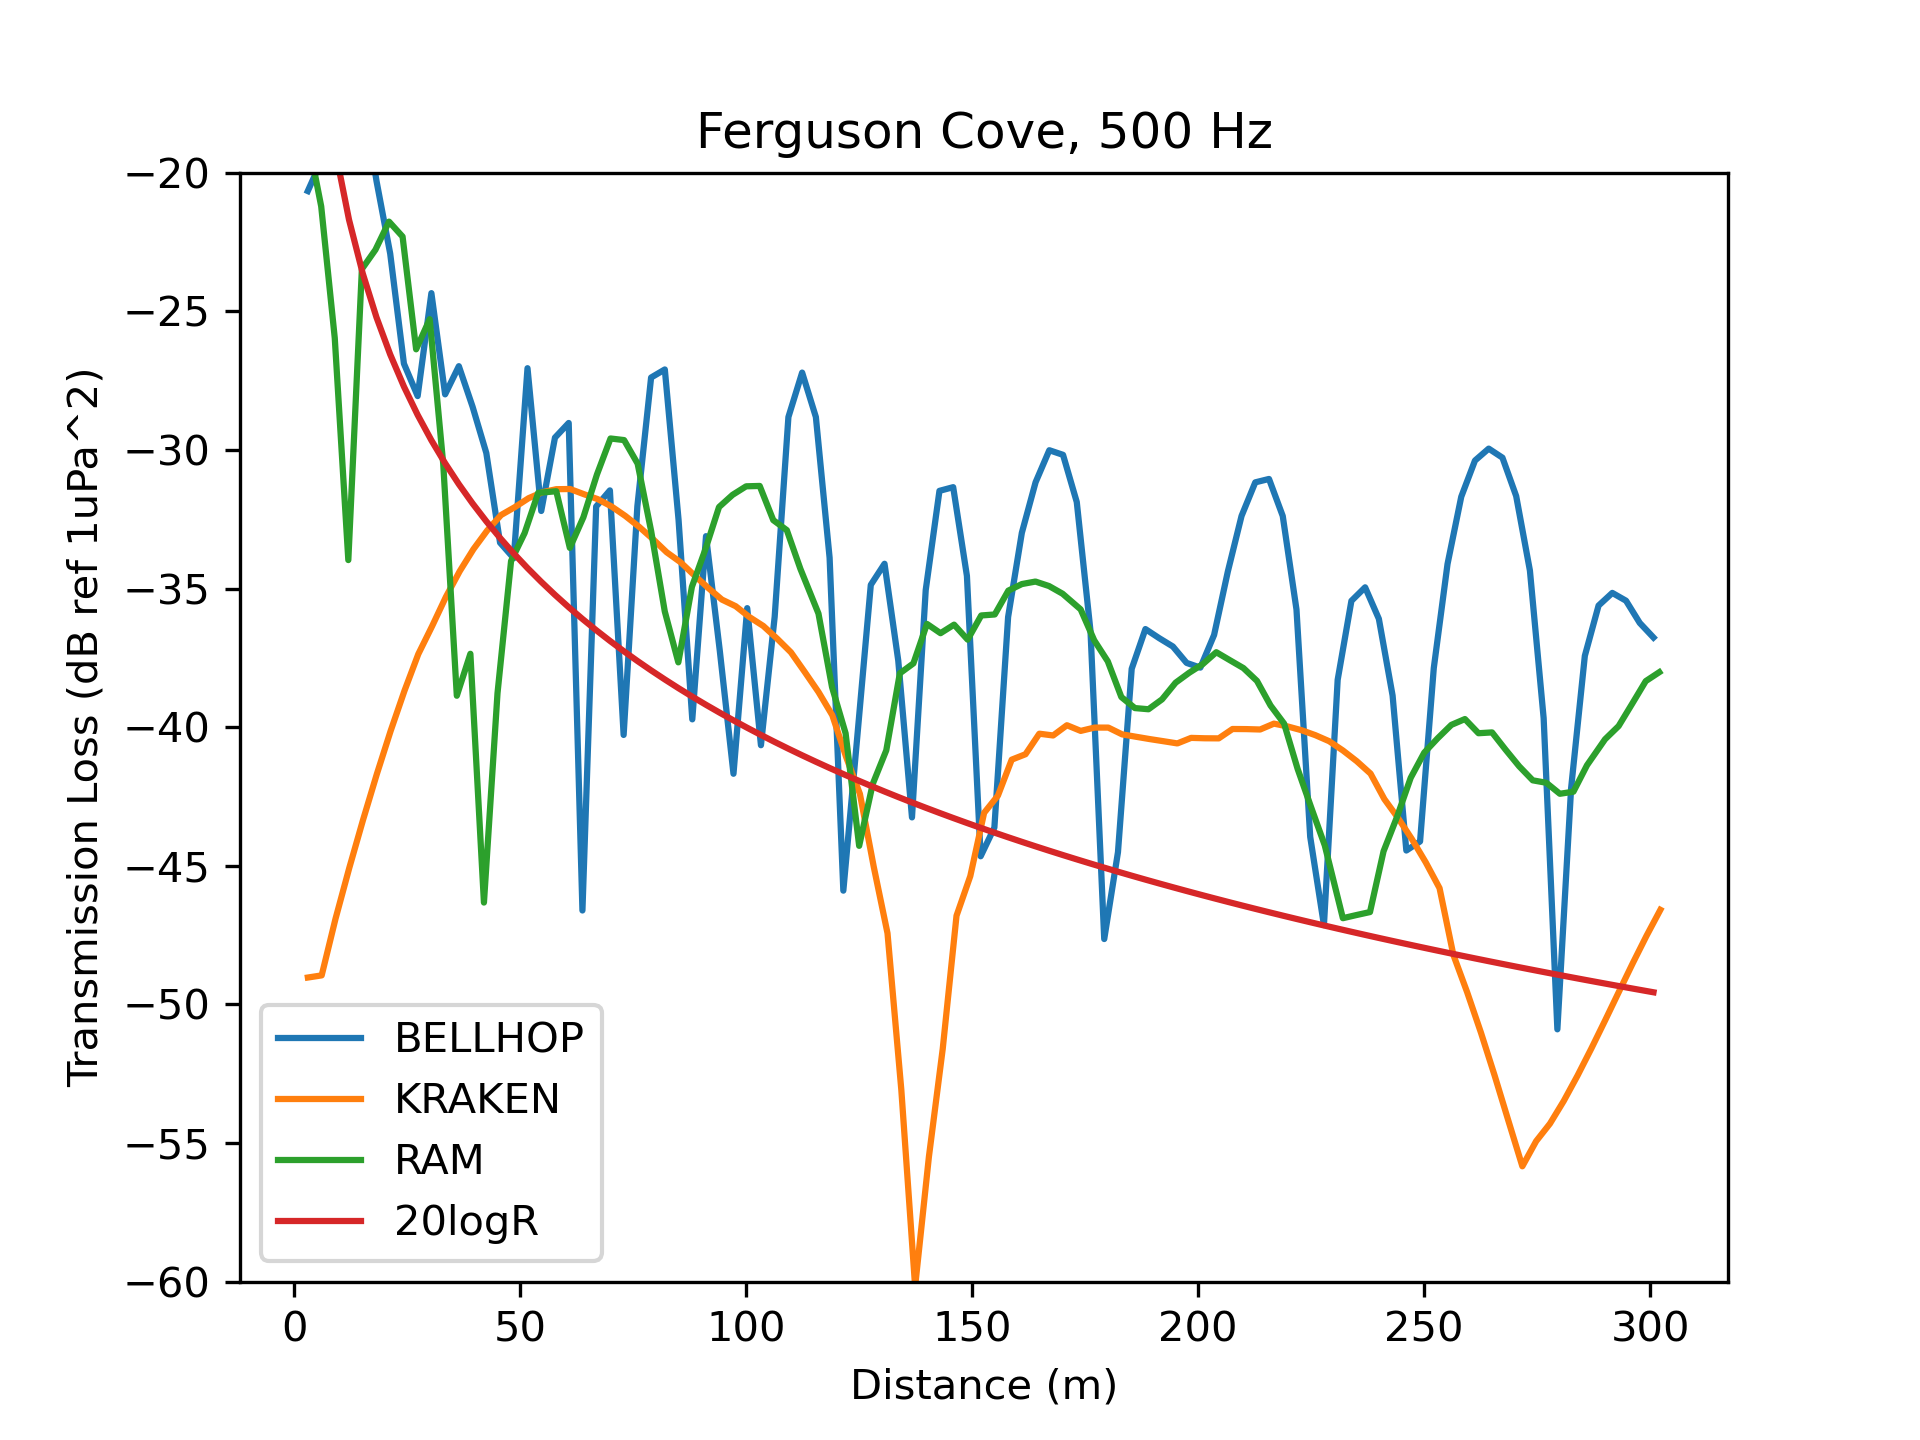 Ferguson Cove, 500 Hz
Transmission Loss (dB ref 1uPa^2)
−20
−25
−30
−35
−40
−45
−50
−55
−60
BELLHOP
KRAKEN
RAM
20logR
0 50 100 150 200 250 300
Distance (m)